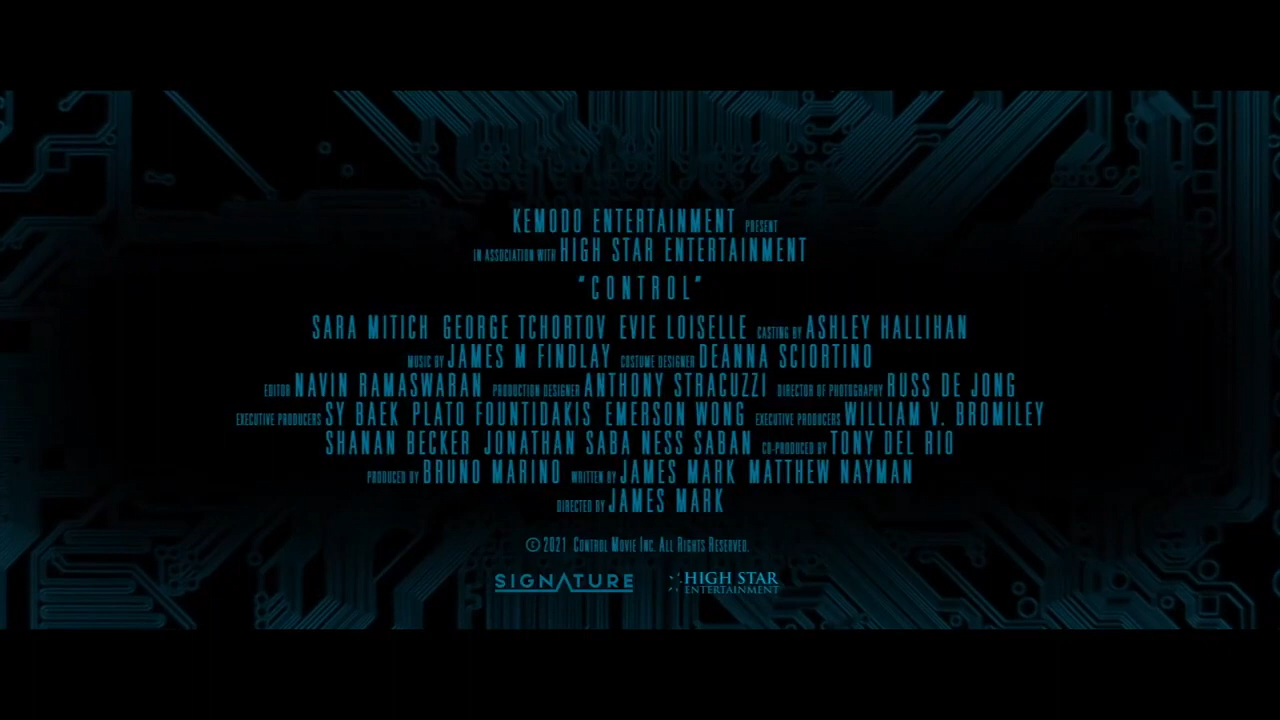 KEMODO ENTERTAINMENT PRESENT
IN ASSOCIATION WITH HIGH STAR ENTERTAINMENT
"CONTROL"
SARA MITICH GEORGE TCHORTOV EVIE LOISELLE CASTING BY ASHLEY HALLIHAN
MUSIC BY JAMES M FINDLAY COSTUME DESIGNER DEANNA SCIORTINO
EDITOR NAVIN RAMASWARAN PRODUCTION DESIGNER ANTHONY STRACUZZI DIRECTOR OF PHOTOGRAPHY RUSS DE JONG
EXECUTIVE PRODUCERS SY BAEK PLATO FOUNTIDAKIS EMERSON WONG EXECUTIVE PRODUCERS WILLIAM V. BROMILEY
SHANAN BECKER JONATHAN SABA NESS SABAN CO-PRODUCED BY TONY DEL RIO
PRODUCED BY BRUNO MARINO WRITTEN BY JAMES MARK MATTHEW NAYMAN
DIRECTED BY JAMES MARK
© 2021 CONTROL MOVIE INC. ALL RIGHTS RESERVED.
SIGNATURE HIGH STAR
ENTERTAINMENT